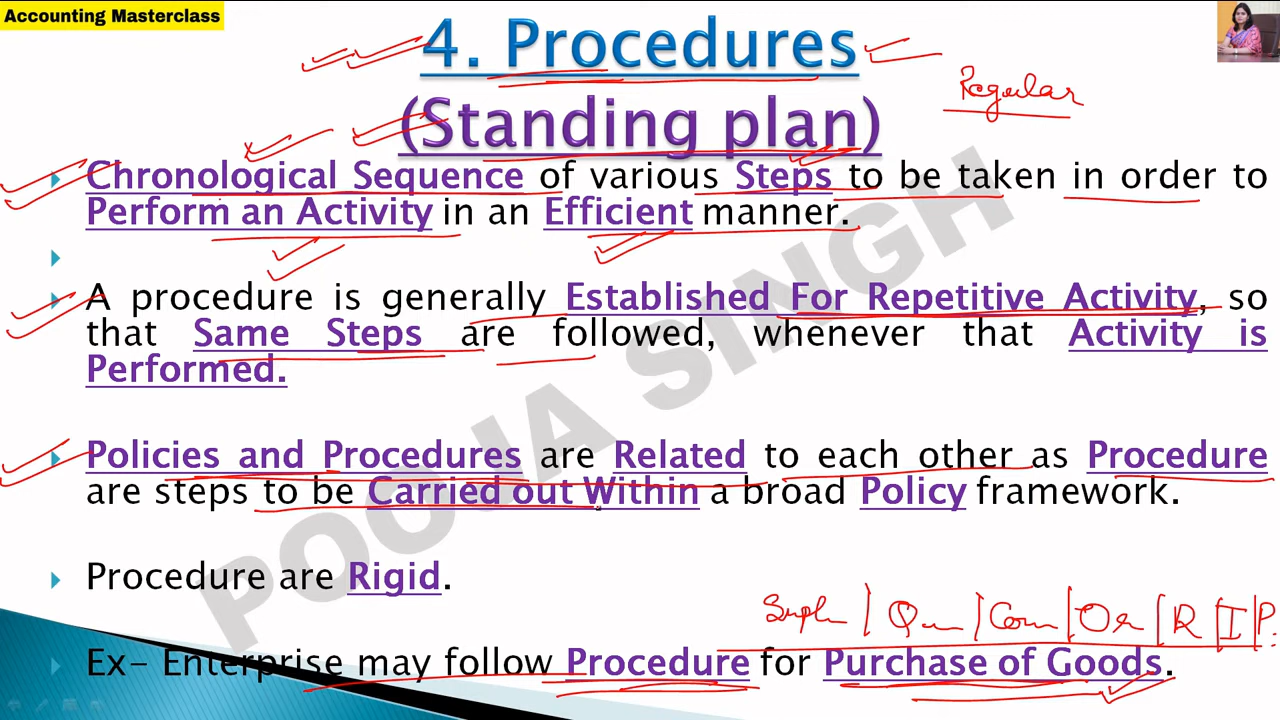 Accounting Masterclass
4. Procedures
Regular
(Standing plan)
Chronological Sequence of various Steps to be taken in order to
Perform an Activity in an Efficient manner.
A procedure is generally Established For Repetitive Activity, so
that Same Steps are followed, whenever that Activity is
Performed.
Policies and Procedures are Related to each other as Procedure
are steps to be Carried out Within a broad Policy framework.
Procedure are Rigid.
R | I | P.
Ex- Enterprise may follow Procedure for Purchase of Goods.
POOJA SINGH